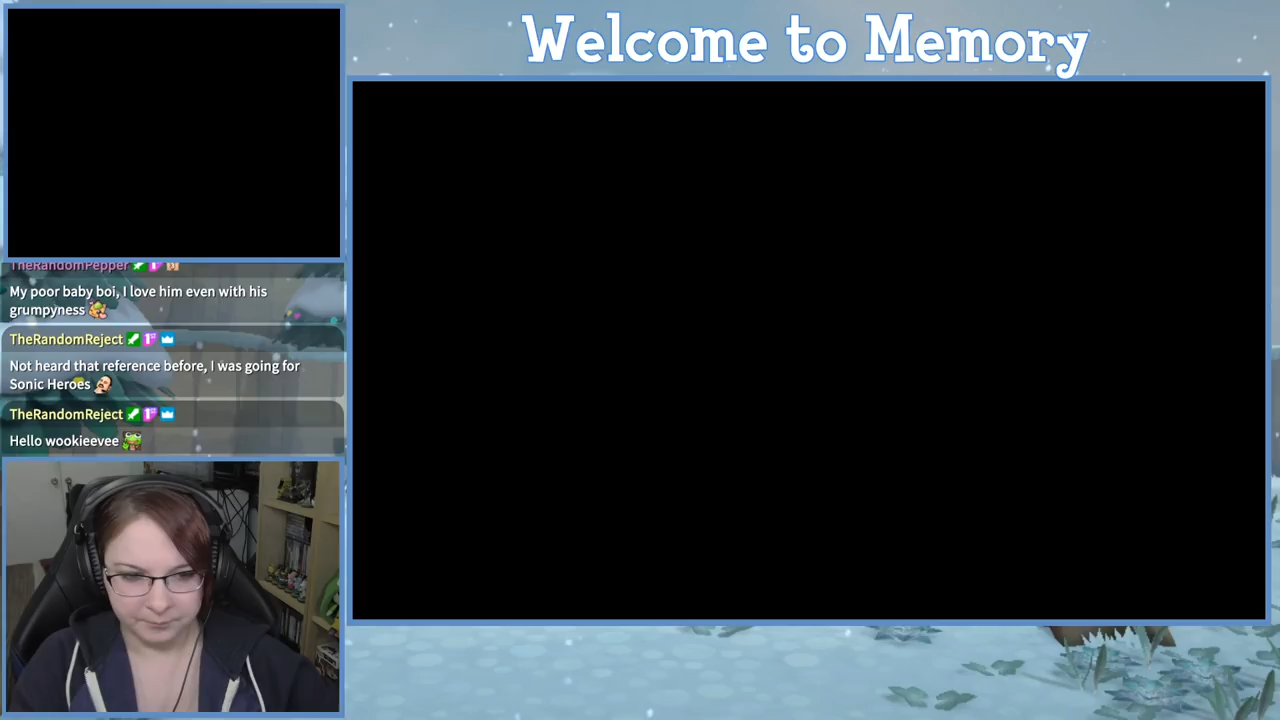 Welcome to Memory
TheRandomPepper
My poor baby boi, I love him even with his
grumpyness
TheRandomReject
Not heard that reference before, I was going for
Sonic Heroes
TheRandomReject
Hello wookieevee